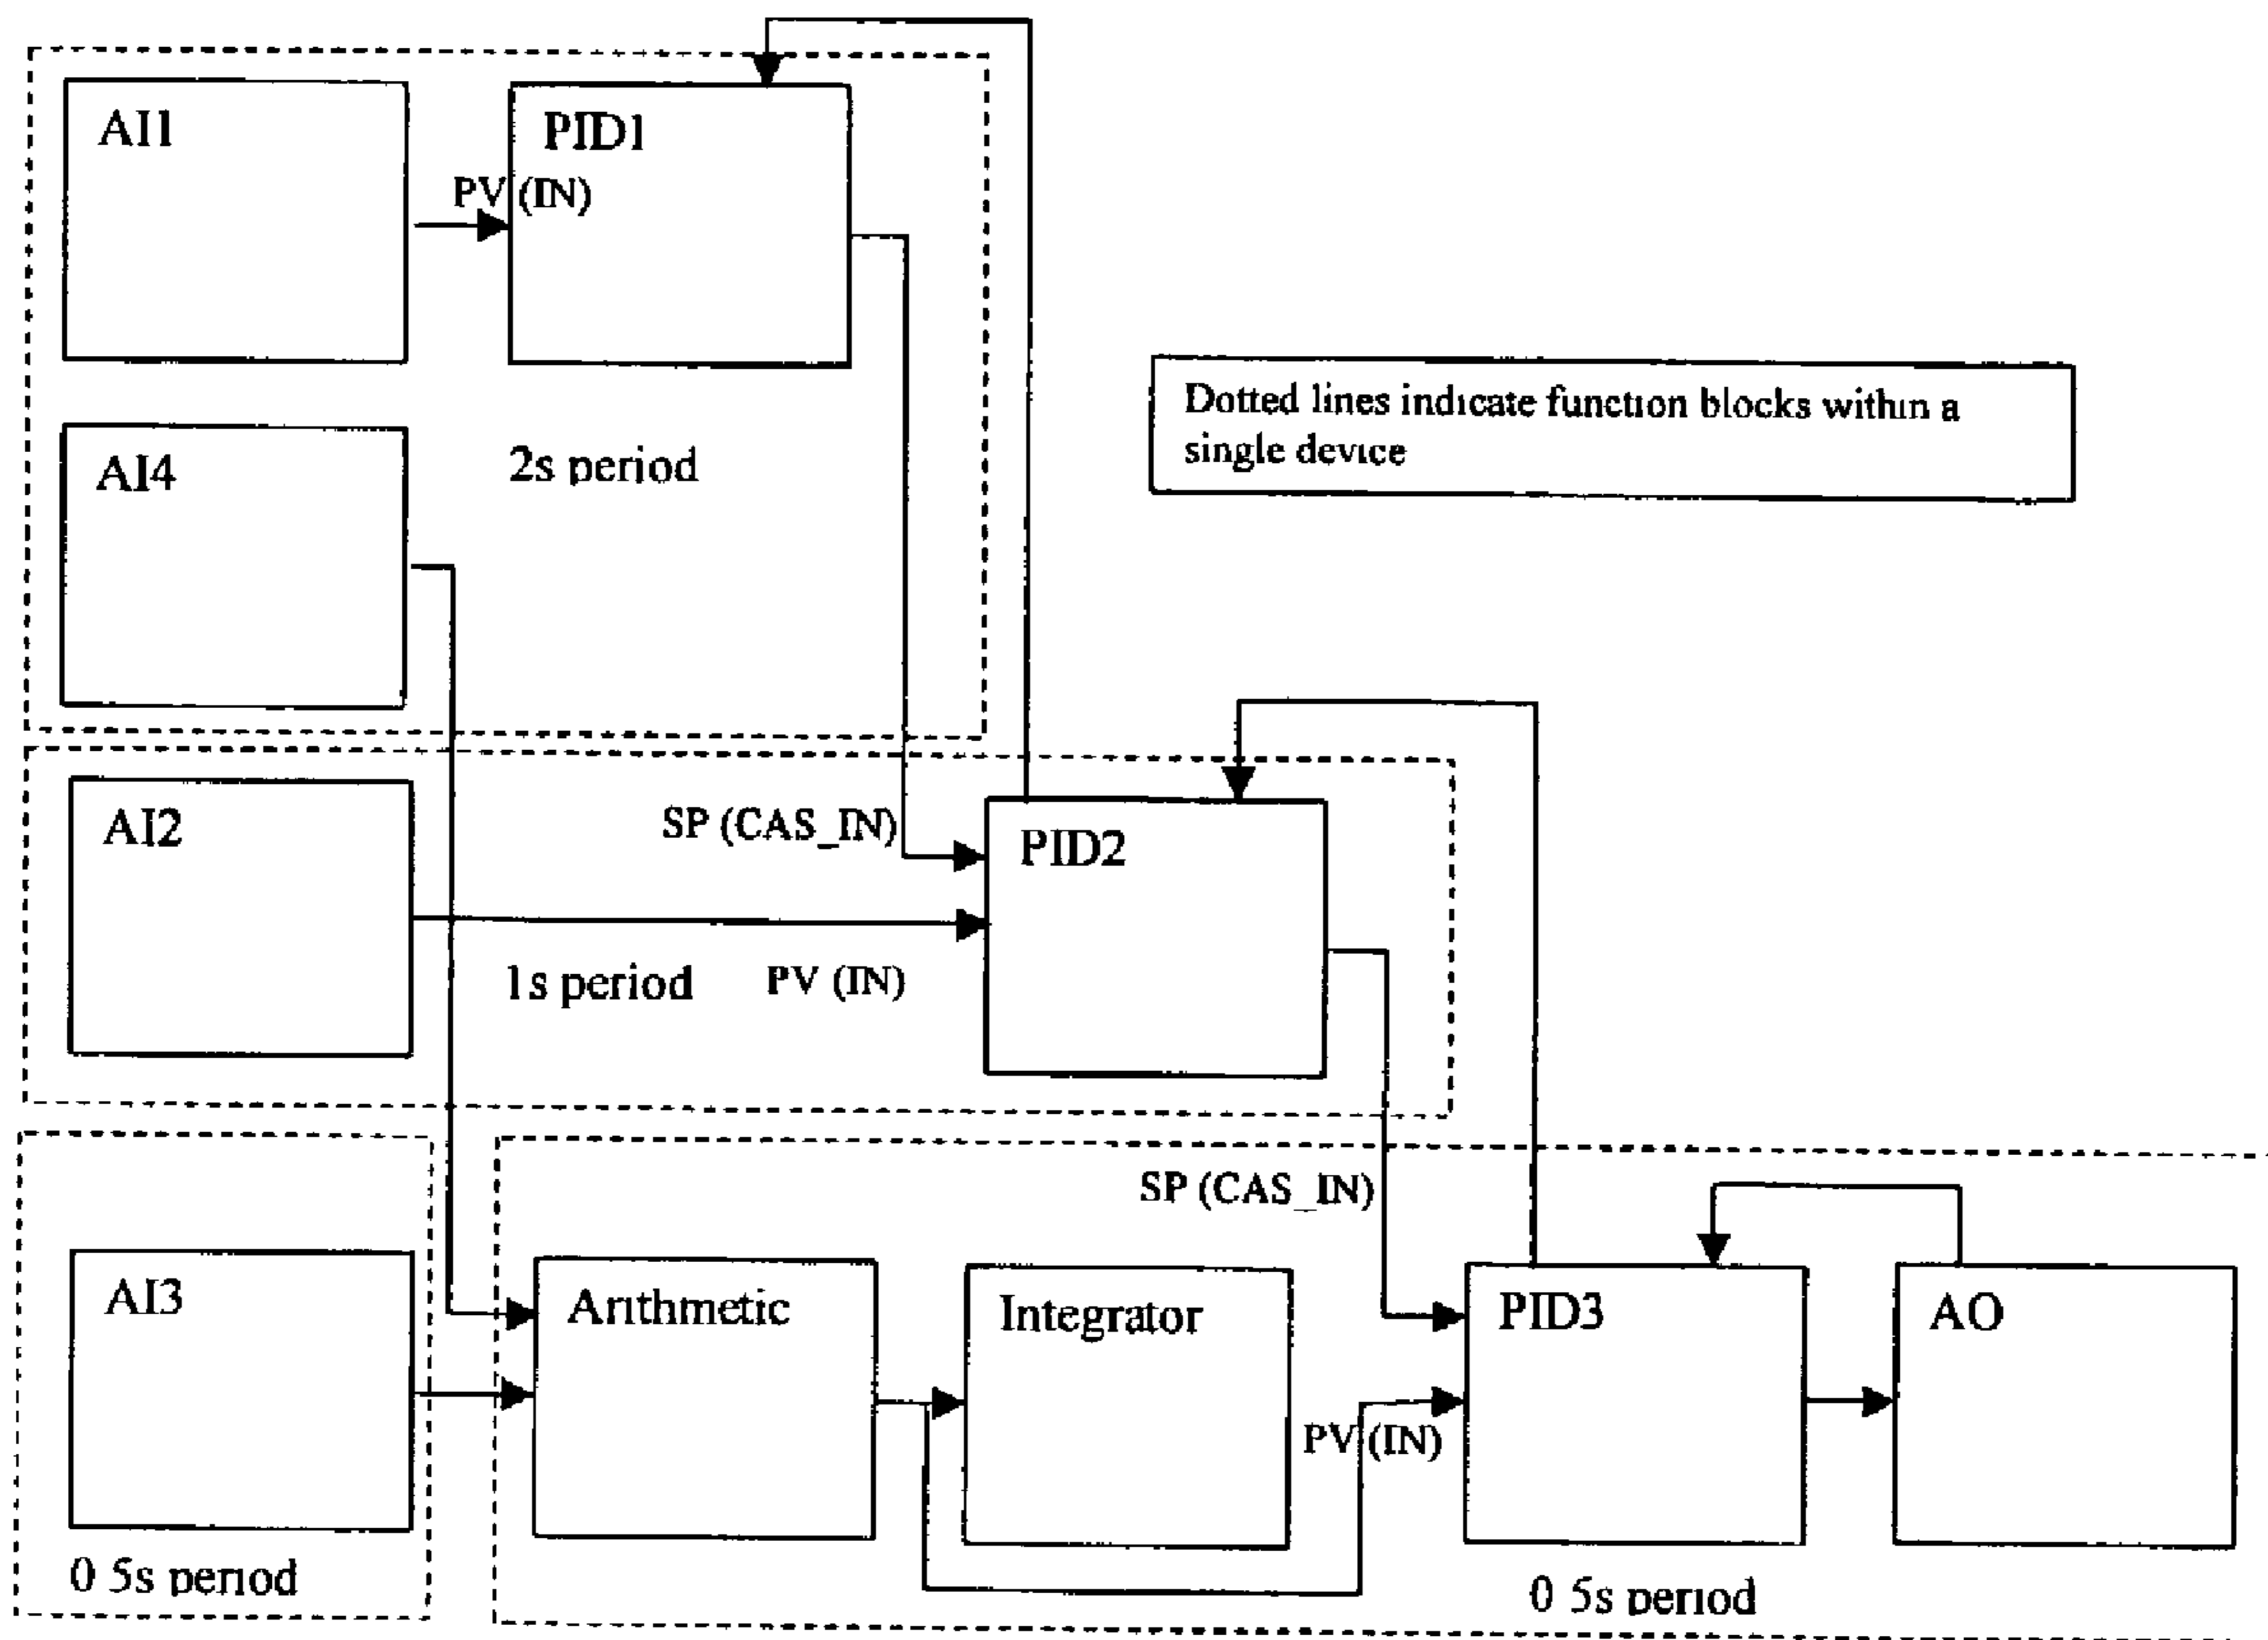 AI1
PID1
PV (IN)
AI4
2s period
Dotted lines indicate function blocks within a
single device
AI2
SP (CAS_IN)
PID2
1s period
PV (IN)
SP (CAS_IN)
AI3
Arithmetic
Integrator
PID3
AO
PV (IN)
0 5s period
0 5s period